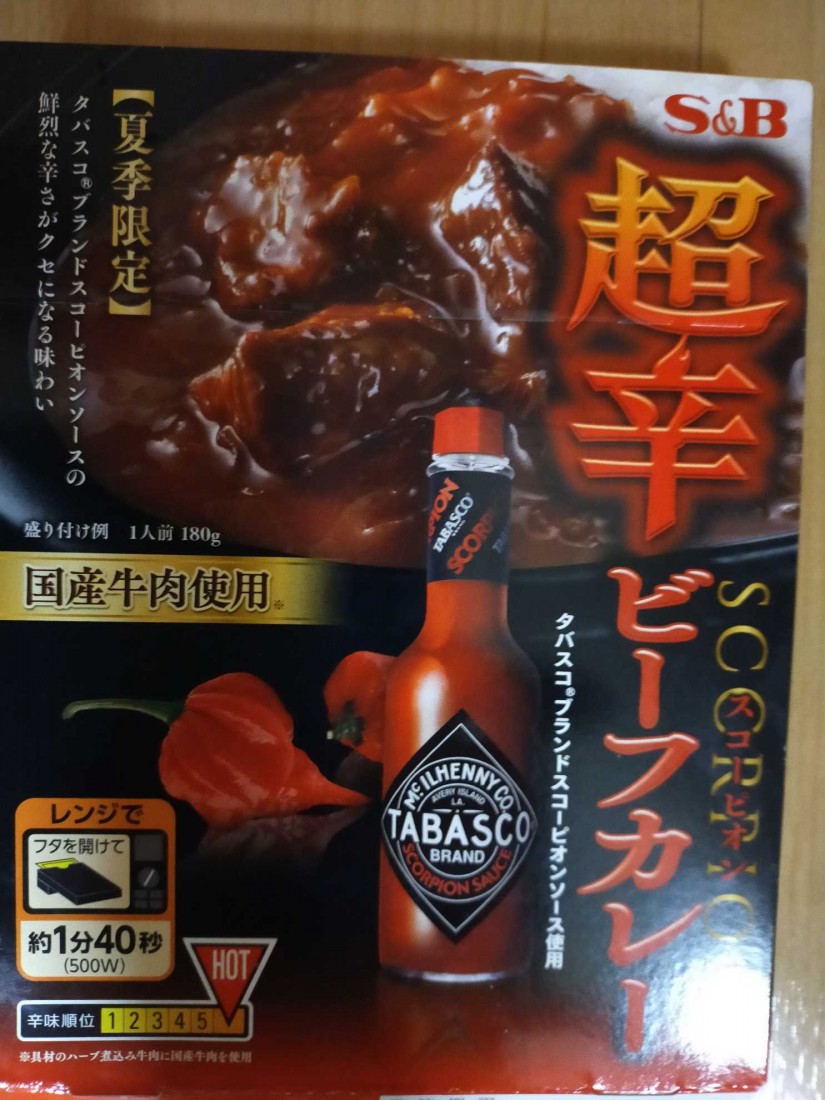 S&B
超辛
ビーフカレー
SCORPIO
スコーピオン
タバスコ®ブランドスコーピオンソース使用
【夏季限定】
タバスコ®ブランドスコーピオンソースの
鮮烈な辛さがクセになる味わい
盛り付け例 1人前 180g
国産牛肉使用※
SCORPION
TABASCO
McILHENNY CO.
AVERY ISLAND
LA.
TABASCO
BRAND
SCORPION SAUCE
レンジで
フタを開けて
約1分40秒
(500W)
HOT
辛味順位 1 2 3 4 5
※具材のハーブ煮込み牛肉に国産牛肉を使用